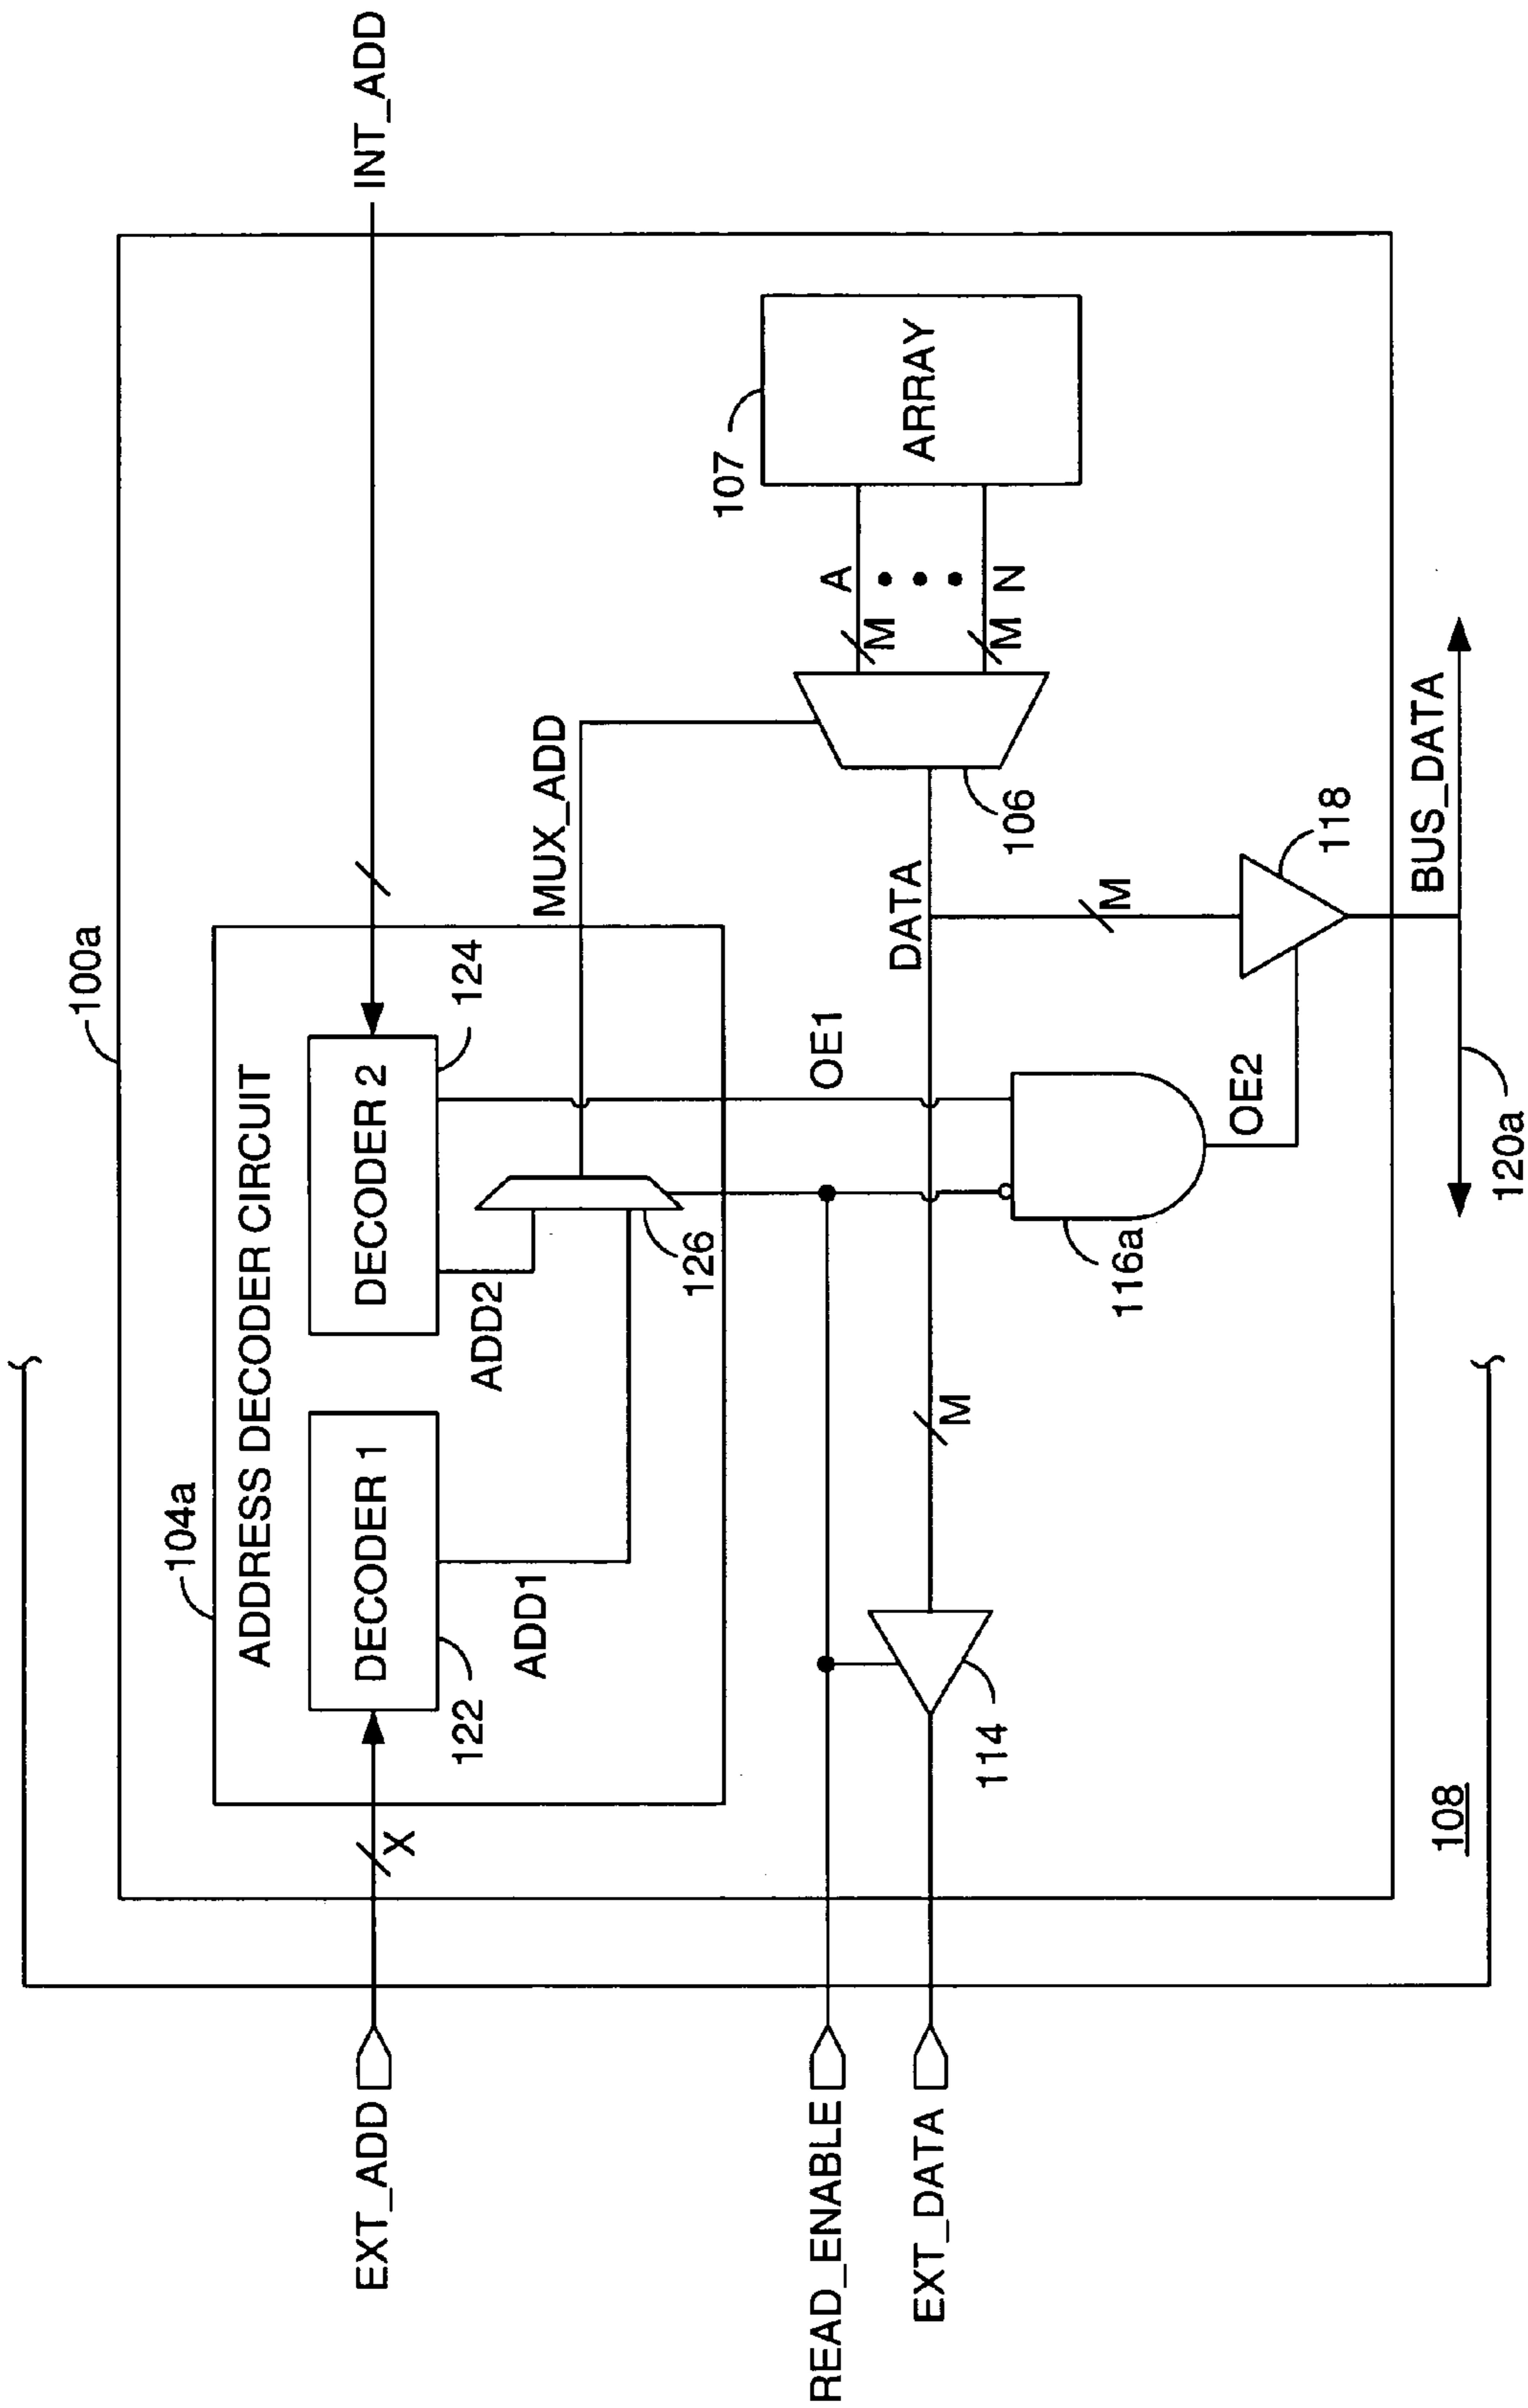 100a
104a
ADDRESS DECODER CIRCUIT
EXT_ADD
X
DECODER 1
DECODER 2
INT_ADD
122
124
ADD1
ADD2
126
MUX_ADD
107
ARRAY
A
M
M
N
READ_ENABLE
OE1
EXT_DATA
114
M
DATA
106
116a
M
OE2
118
108
120a
BUS_DATA